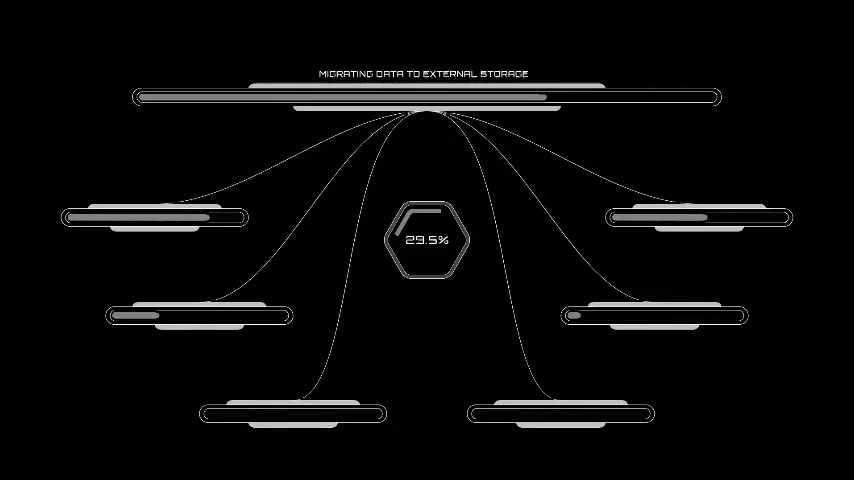 MIGRATING DATA TO EXTERNAL STORAGE
29.5%